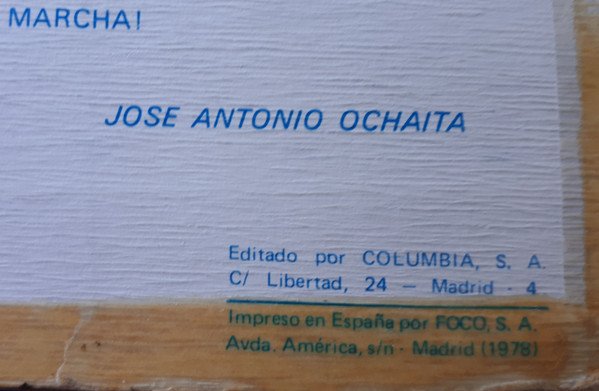 MARCHA!
JOSE ANTONIO OCHAITA
Editado por COLUMBIA, S. A.
C/ Libertad, 24 — Madrid - 4
Impreso en España por FOCO, S. A.
Avda. América, s/n · Madrid (1978)